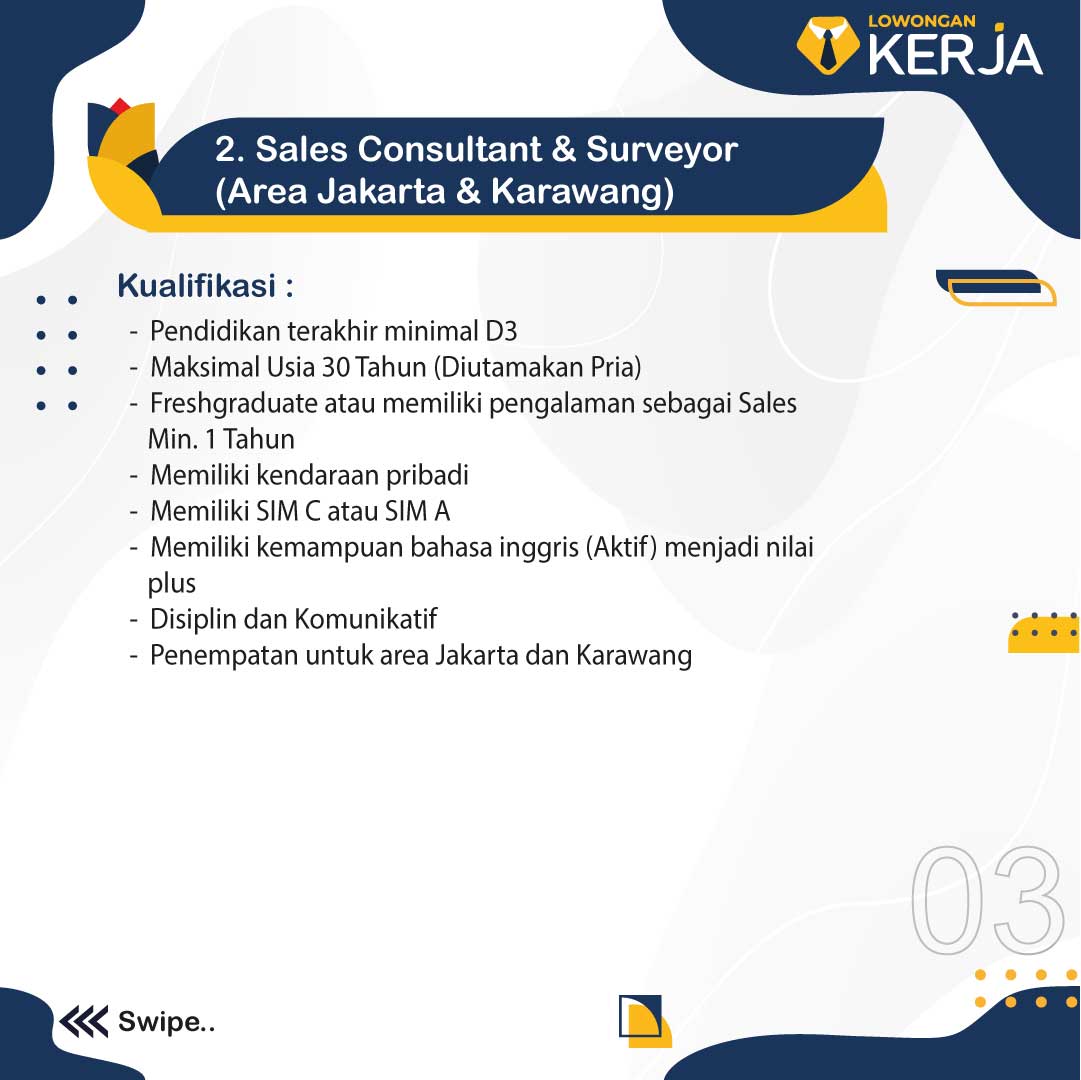 LOWONGAN
KERJA
2. Sales Consultant & Surveyor
(Area Jakarta & Karawang)
Kualifikasi :
- Pendidikan terakhir minimal D3
- Maksimal Usia 30 Tahun (Diutamakan Pria)
- Freshgraduate atau memiliki pengalaman sebagai Sales
Min. 1 Tahun
- Memiliki kendaraan pribadi
- Memiliki SIM C atau SIM A
- Memiliki kemampuan bahasa inggris (Aktif) menjadi nilai
plus
- Disiplin dan Komunikatif
- Penempatan untuk area Jakarta dan Karawang
03
Swipe..